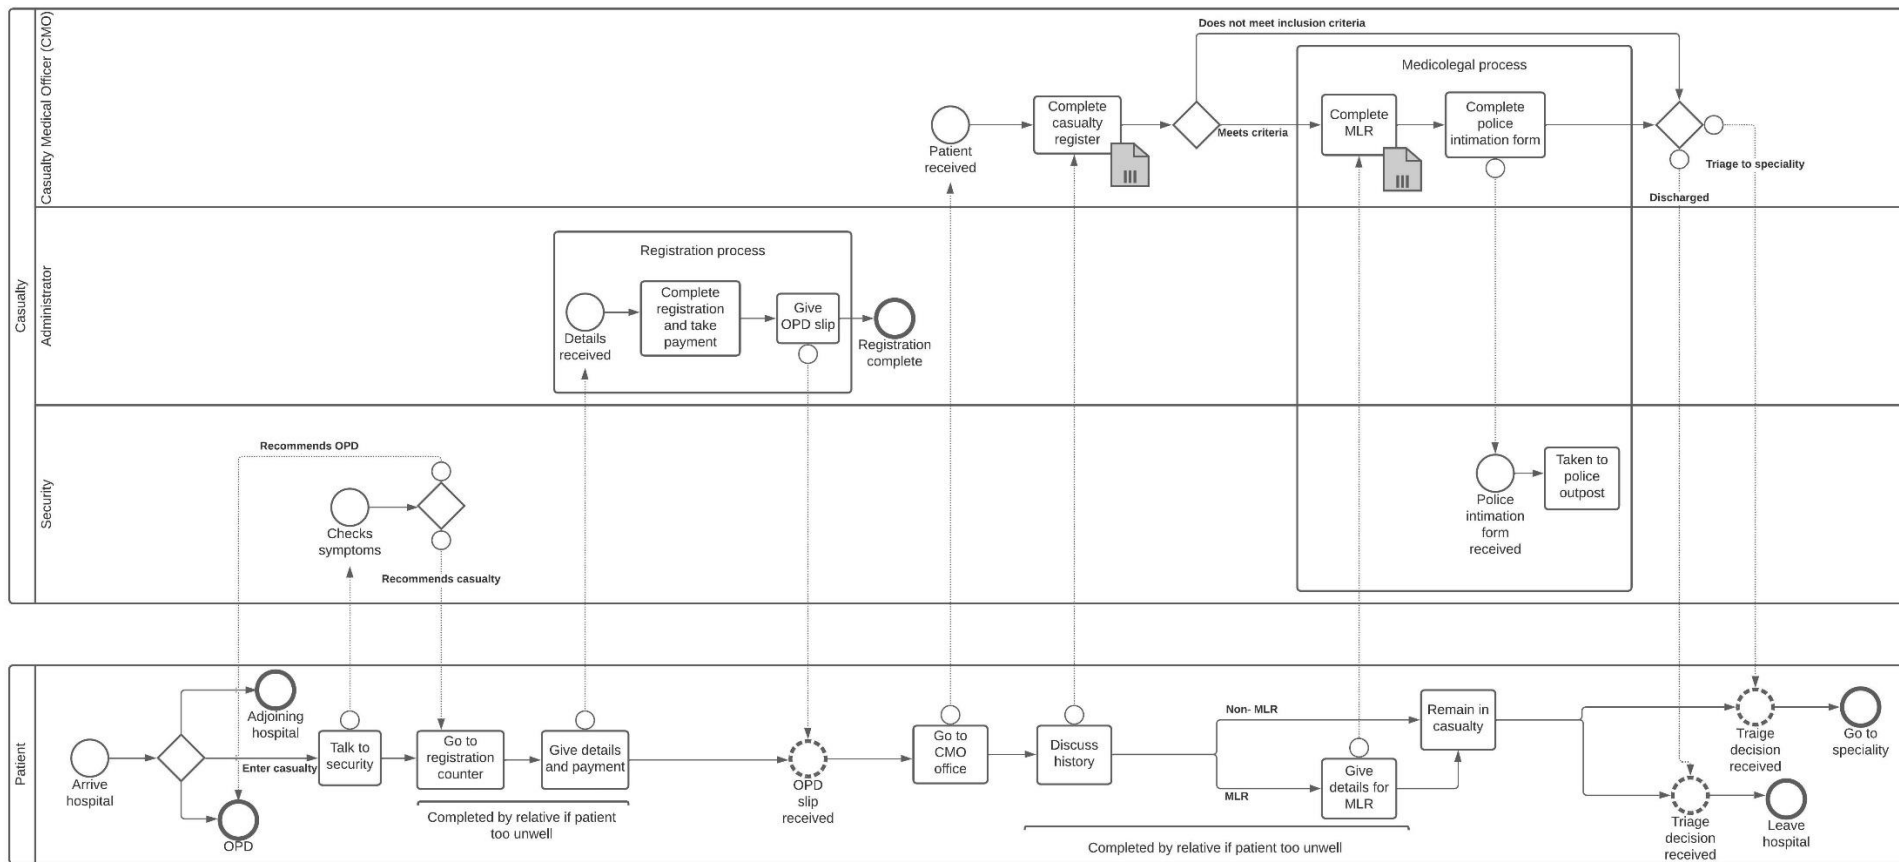 Casualty
Casualty Medical Officer (CMO)
Does not meet inclusion criteria
Medicolegal process
Patient
received
Complete
casualty
register
Meets criteria
Complete
MLR
Complete
police
intimation form
Triage to speciality
Discharged
Administrator
Registration process
Details
received
Complete
registration
and take
payment
Give
OPD slip
Registration
complete
Security
Recommends OPD
Checks
symptoms
Recommends casualty
Police
intimation
form
received
Taken to
police
outpost
Patient
Arrive
hospital
Adjoining
hospital
Enter casualty
OPD
Talk to
security
Go to
registration
counter
Give details
and payment
Completed by relative if patient
too unwell
OPD
slip
received
Go to
CMO
office
Discuss
history
Non- MLR
MLR
Give
details for
MLR
Completed by relative if patient too unwell
Remain in
casualty
Traige
decision
received
Go to
speciality
Triage
decision
received
Leave
hospital